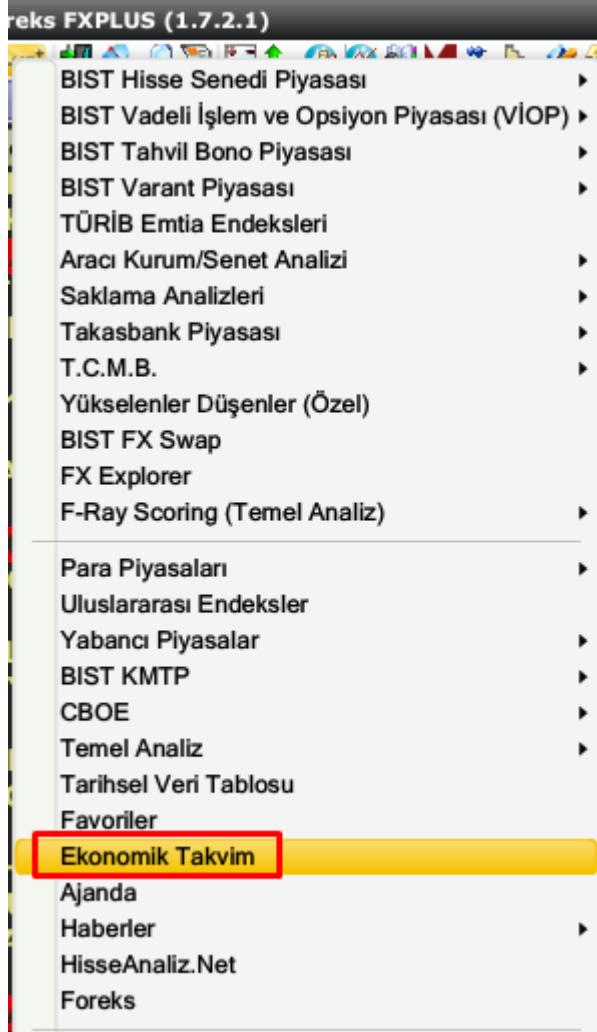 reks FXPLUS (1.7.2.1)
BIST Hisse Senedi Piyasası
BIST Vadeli İşlem ve Opsiyon Piyasası (VİOP)
BIST Tahvil Bono Piyasası
BIST Varant Piyasası
TÜRİB Emtia Endeksleri
Aracı Kurum/Senet Analizi
Saklama Analizleri
Takasbank Piyasası
T.C.M.B.
Yükselenler Düşenler (Özel)
BIST FX Swap
FX Explorer
F-Ray Scoring (Temel Analiz)
Para Piyasaları
Uluslararası Endeksler
Yabancı Piyasalar
BIST KMTP
CBOE
Temel Analiz
Tarihsel Veri Tablosu
Favoriler
Ekonomik Takvim
Ajanda
Haberler
HisseAnaliz.Net
Foreks